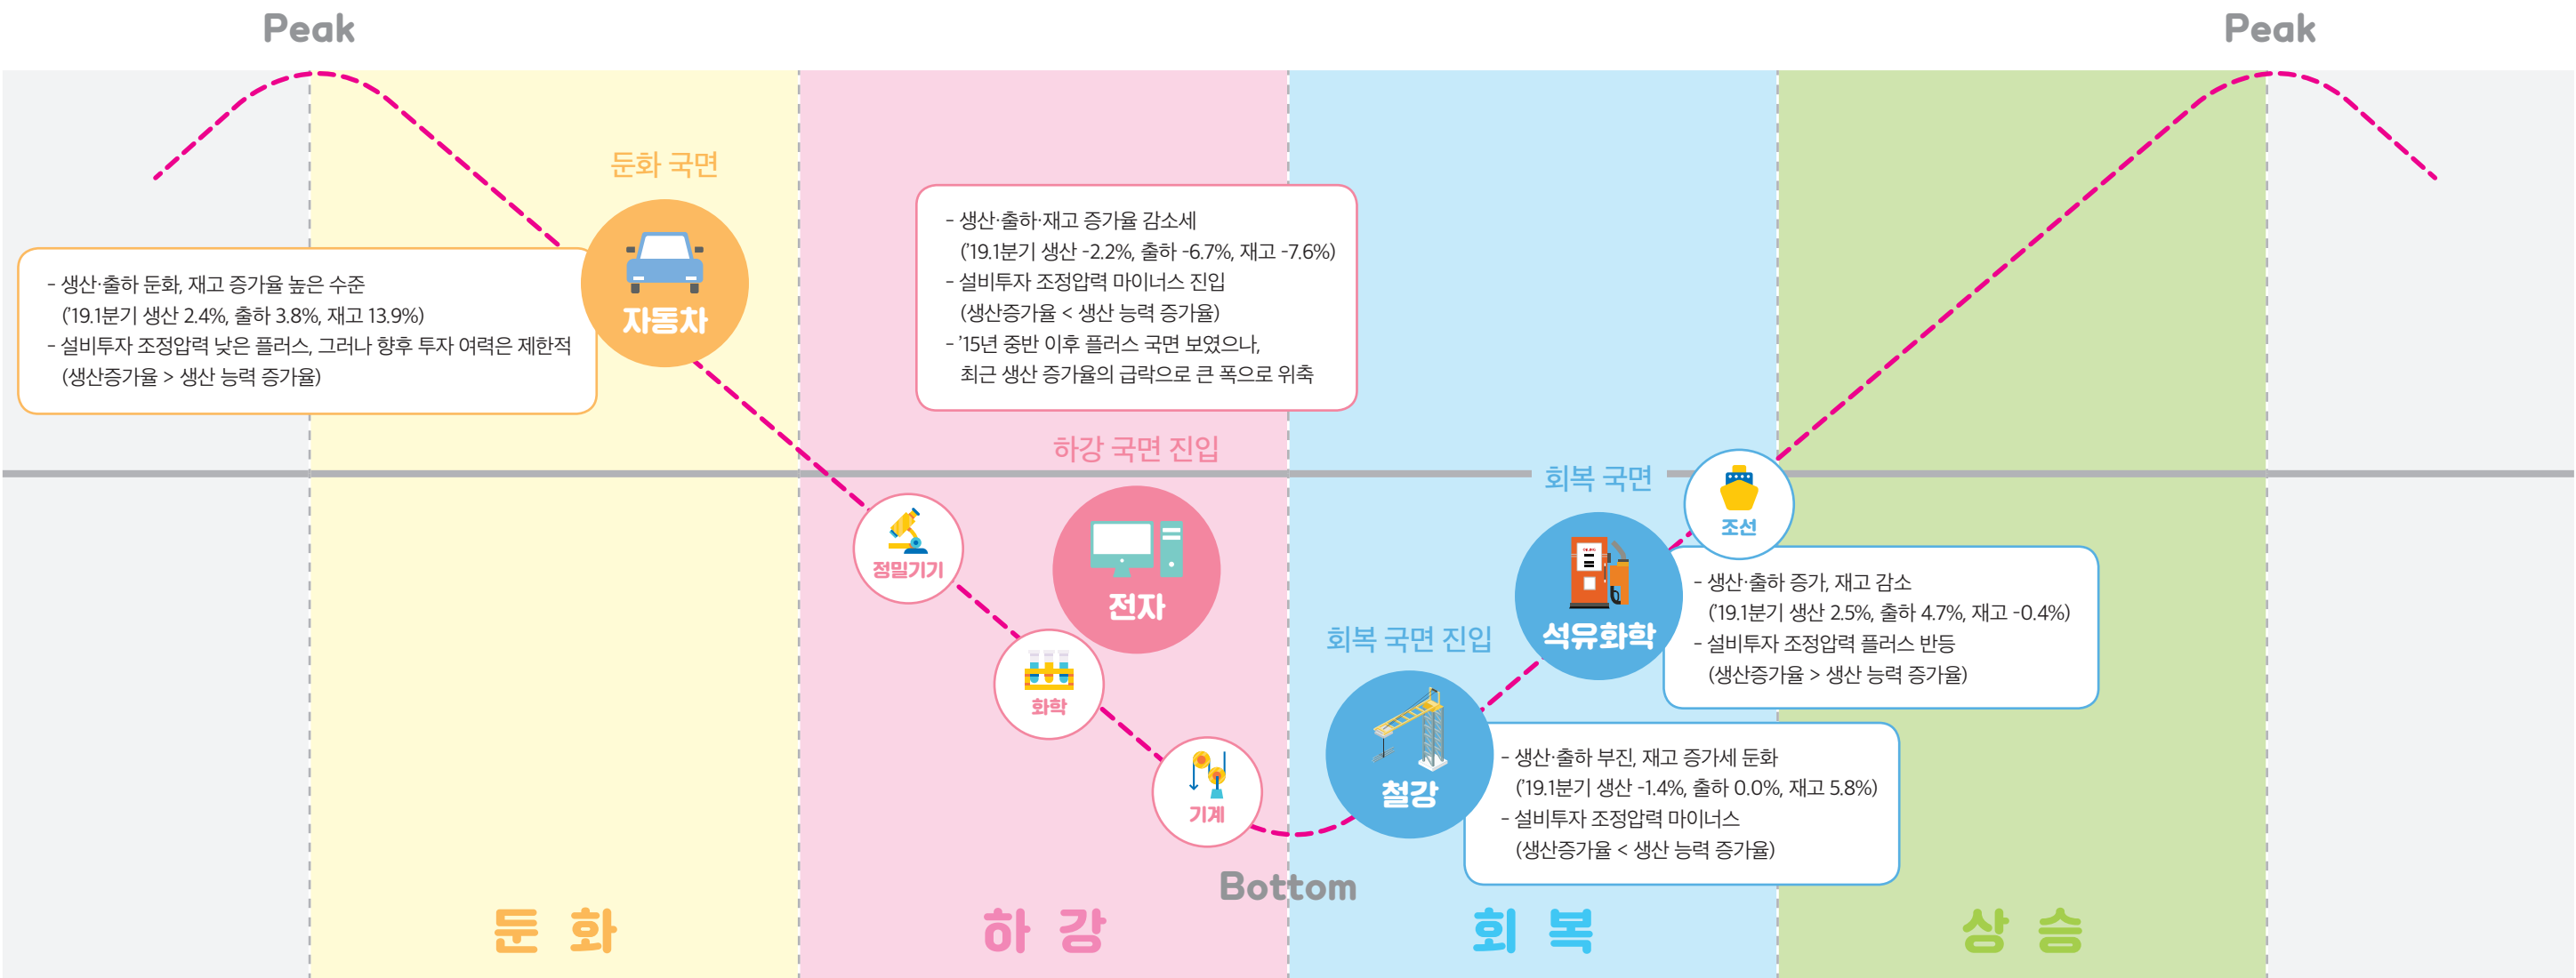 Peak
Peak
둔화 국면
자동차
- 생산·출하 둔화, 재고 증가율 높은 수준
('19.1분기 생산 2.4%, 출하 3.8%, 재고 13.9%)
- 설비투자 조정압력 낮은 플러스, 그러나 향후 투자 여력은 제한적
(생산증가율 > 생산 능력 증가율)
- 생산·출하·재고 증가율 감소세
('19.1분기 생산 -2.2%, 출하 -6.7%, 재고 -7.6%)
- 설비투자 조정압력 마이너스 진입
(생산증가율 < 생산 능력 증가율)
- '15년 중반 이후 플러스 국면 보였으나,
최근 생산 증가율의 급락으로 큰 폭으로 위축
하강 국면 진입
전자
정밀기기
화학
기계
회복 국면
조선
석유화학
- 생산·출하 증가, 재고 감소
('19.1분기 생산 2.5%, 출하 4.7%, 재고 -0.4%)
- 설비투자 조정압력 플러스 반등
(생산증가율 > 생산 능력 증가율)
회복 국면 진입
철강
- 생산·출하 부진, 재고 증가세 둔화
('19.1분기 생산 -1.4%, 출하 0.0%, 재고 5.8%)
- 설비투자 조정압력 마이너스
(생산증가율 < 생산 능력 증가율)
Bottom
둔 화
하 강
회 복
상 승